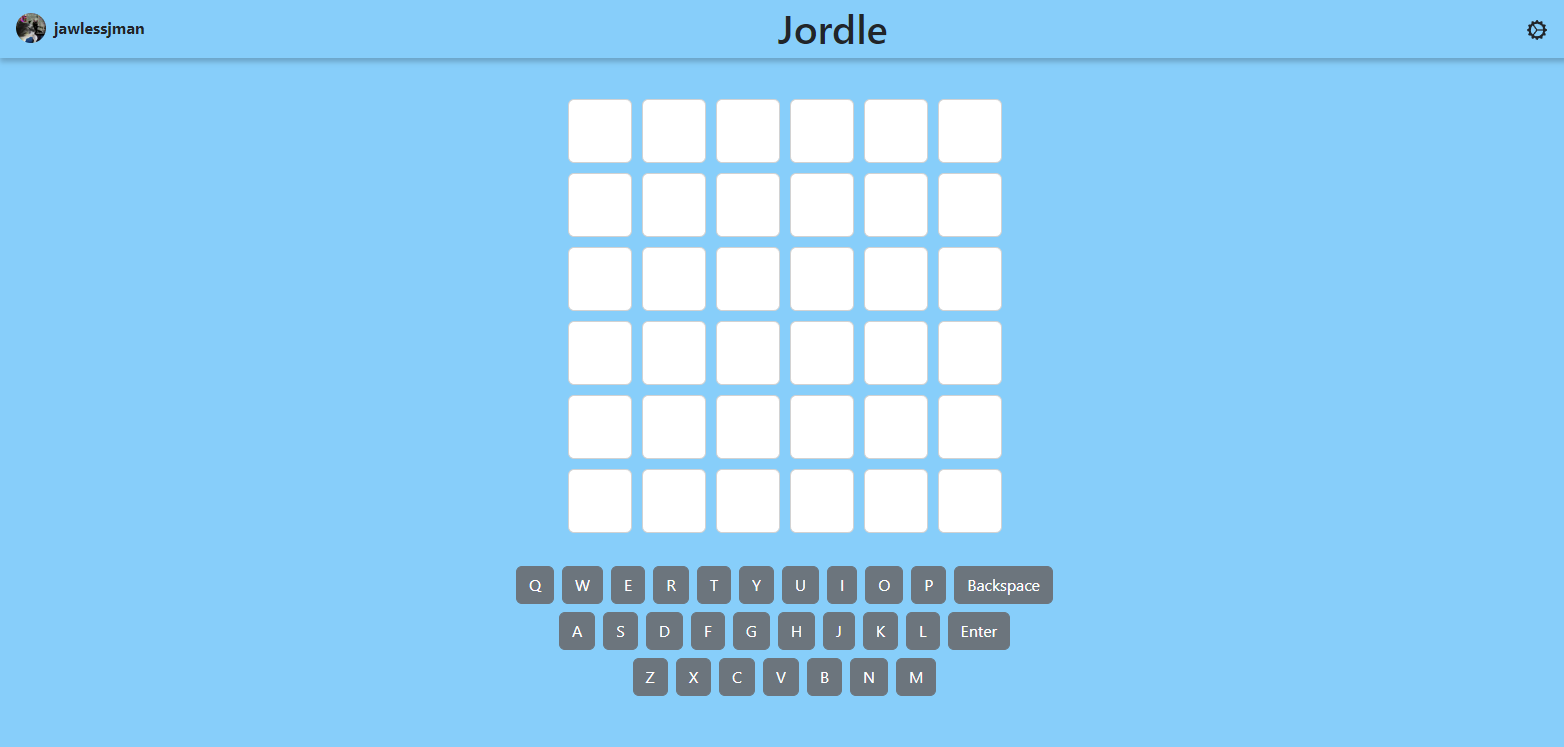 jawlessjman
Jordle
Q W E R T Y U I O P Backspace
A S D F G H J K L Enter
Z X C V B N M